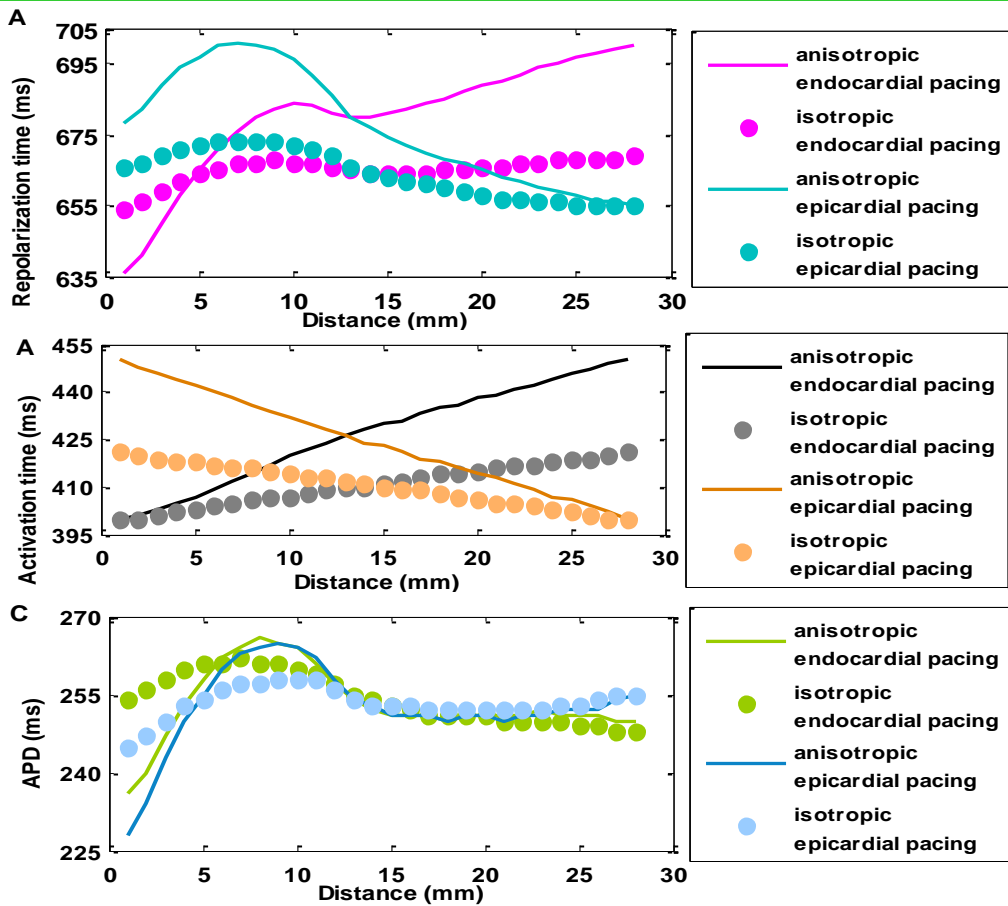 A
Repolarization time (ms)
705
695
675
655
635
0 5 10 15 20 25 30
Distance (mm)
anisotropic
endocardial pacing
isotropic
endocardial pacing
anisotropic
epicardial pacing
isotropic
epicardial pacing
A
Activation time (ms)
455
440
425
410
395
0 5 10 15 20 25 30
Distance (mm)
anisotropic
endocardial pacing
isotropic
endocardial pacing
anisotropic
epicardial pacing
isotropic
epicardial pacing
C
APD (ms)
270
255
240
225
0 5 10 15 20 25 30
Distance (mm)
anisotropic
endocardial pacing
isotropic
endocardial pacing
anisotropic
epicardial pacing
isotropic
epicardial pacing